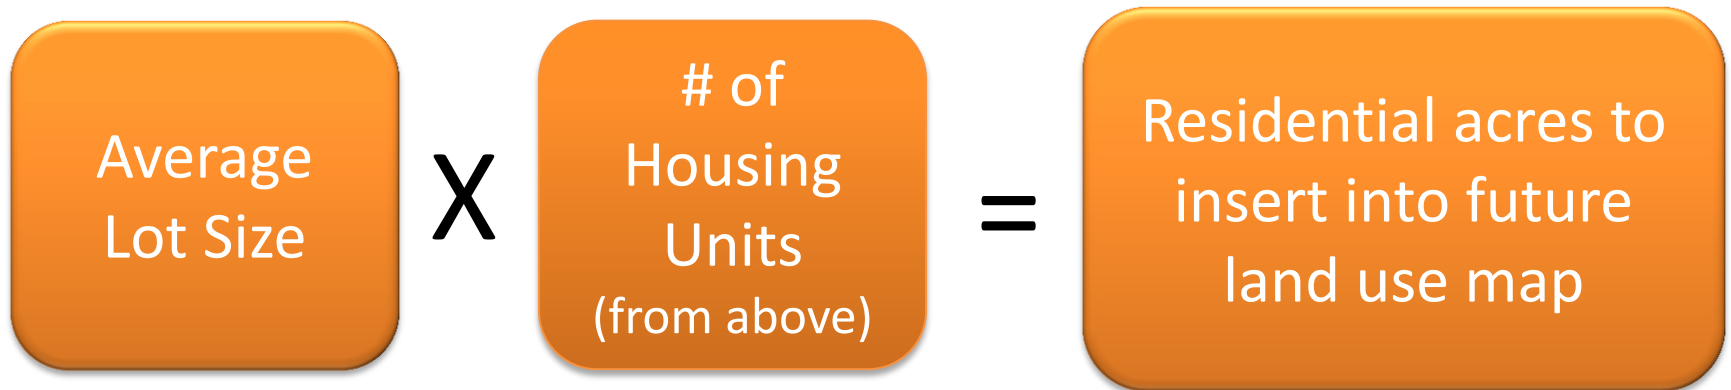 Average
Lot Size
X
# of
Housing
Units
(from above)
=
Residential acres to
insert into future
land use map